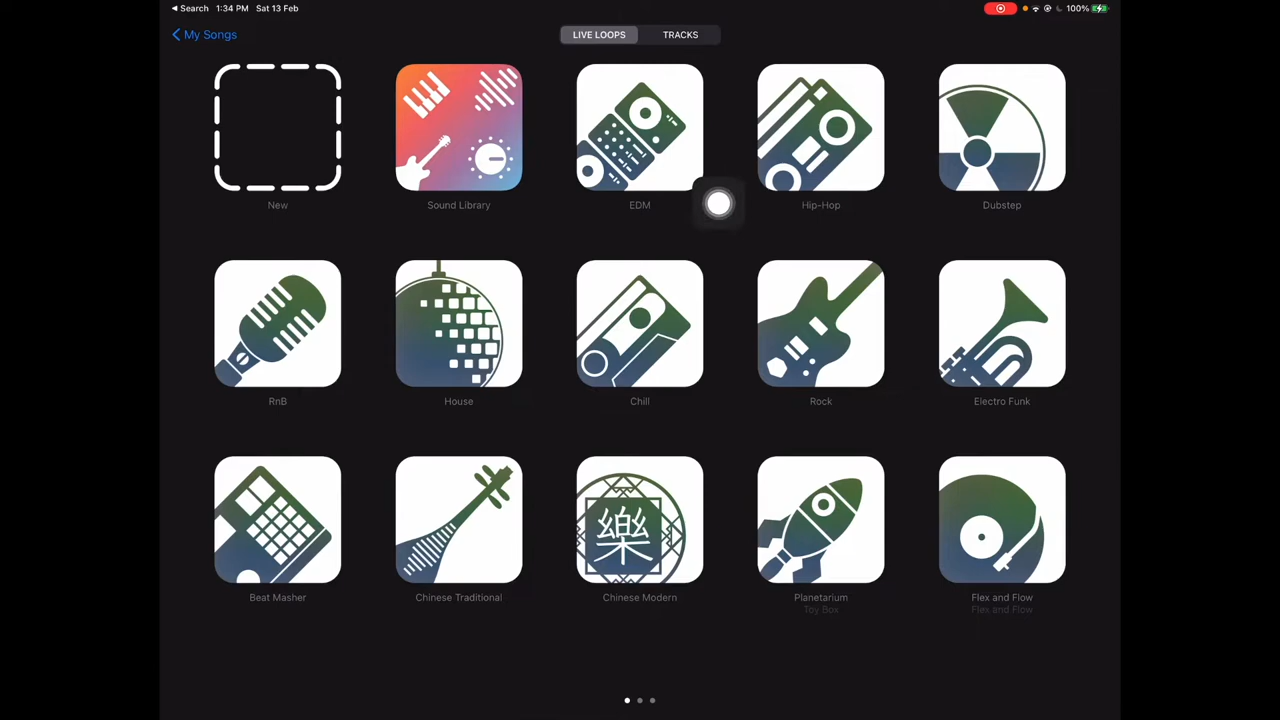 Search 1:34 PM Sat 13 Feb 100%
My Songs LIVE LOOPS TRACKS
New Sound Library EDM Hip-Hop Dubstep
RnB House Chill Rock Electro Funk
樂
Beat Masher Chinese Traditional Chinese Modern Planetarium Flex and Flow
Toy Box Flex and Flow